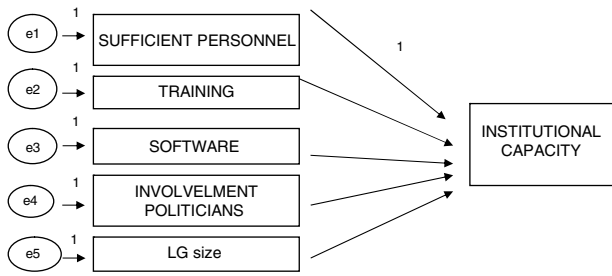 1
e1
SUFFICIENT PERSONNEL
1
1
e2
TRAINING
1
e3
SOFTWARE
1
e4
INVOLVELMENT
POLITICIANS
1
e5
LG size
INSTITUTIONAL
CAPACITY